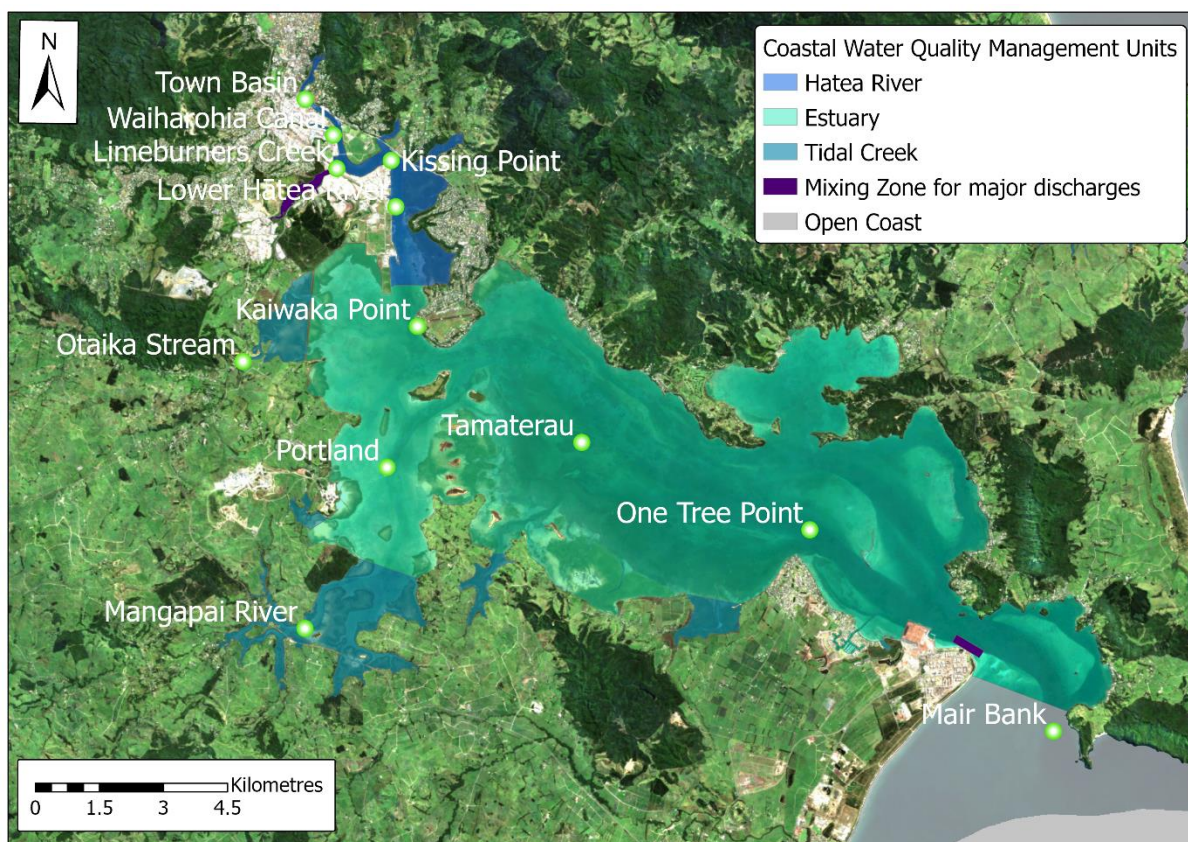 N
Coastal Water Quality Management Units
Hatea River
Estuary
Tidal Creek
Mixing Zone for major discharges
Open Coast
Town Basin
Waiharohia Canal
Limeburners Creek
Kissing Point
Lower Hātea River
Kaiwaka Point
Otaika Stream
Tamaterau
Portland
One Tree Point
Mangapai River
Mair Bank
Kilometres
0 1.5 3 4.5